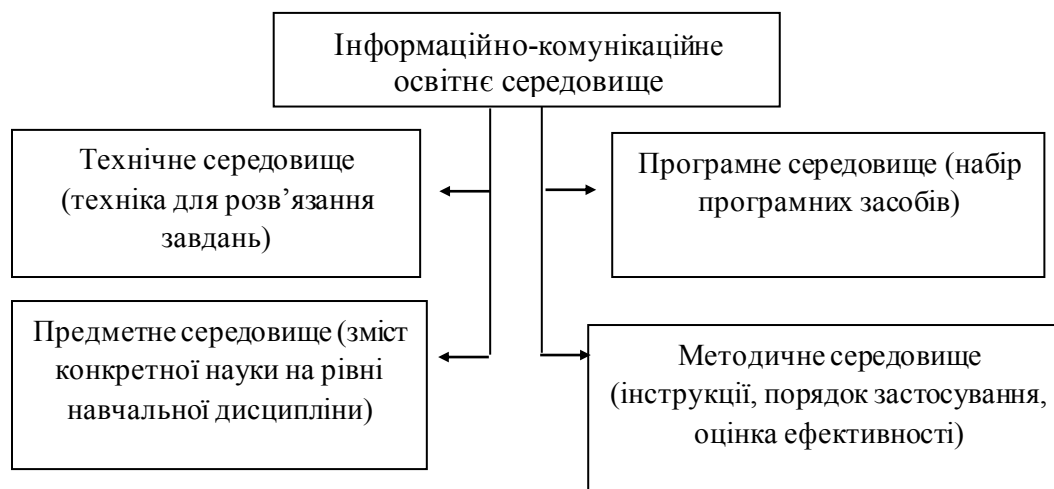 Інформаційно-комунікаційне
освітнє середовище
Технічне середовище
(техніка для розв’язання
завдань)
Програмне середовище (набір
програмних засобів)
Предметне середовище (зміст
конкретної науки на рівні
навчальної дисципліни)
Методичне середовище
(інструкції, порядок застосування,
оцінка ефективності)